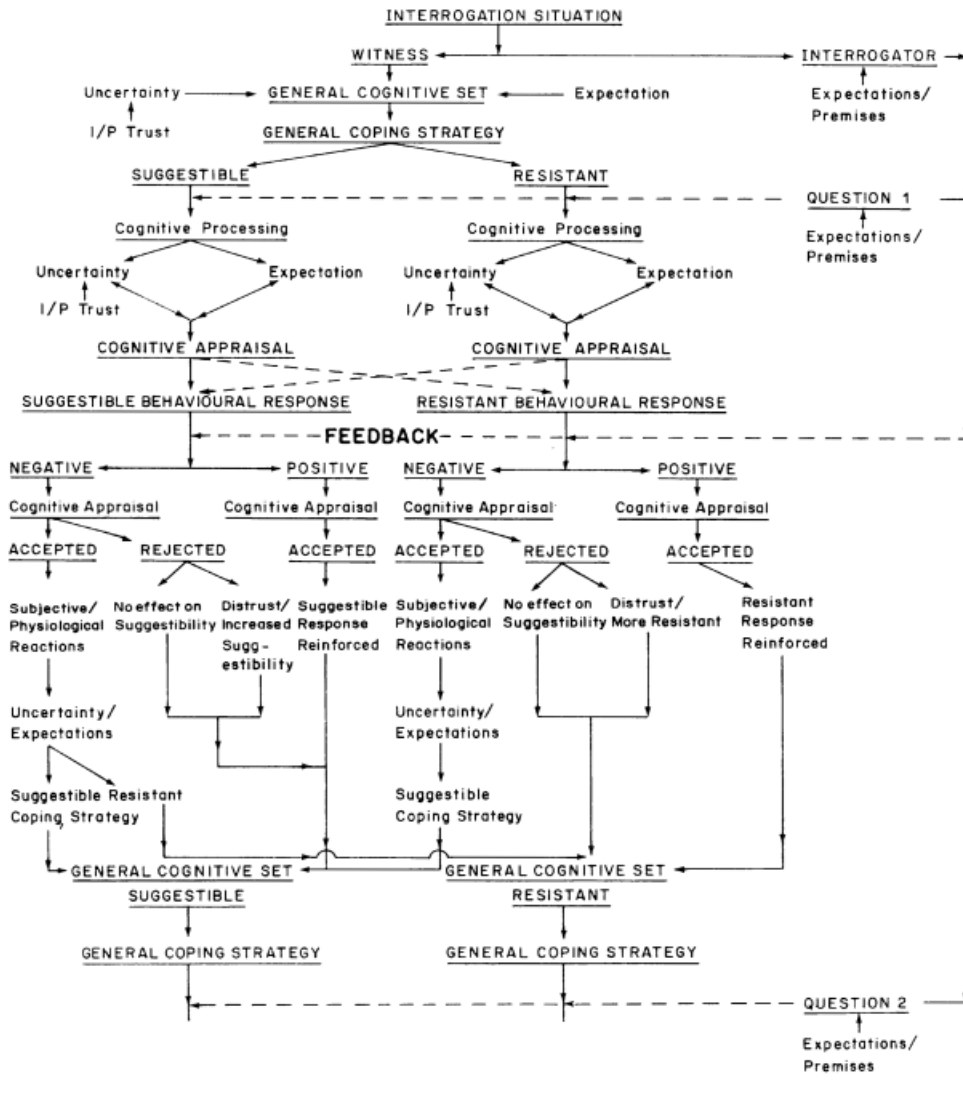 INTERROGATION SITUATION
WITNESS
INTERROGATOR
Uncertainty
GENERAL COGNITIVE SET
Expectation
Expectations/
Premises
I/P Trust
GENERAL COPING STRATEGY
SUGGESTIBLE
RESISTANT
QUESTION 1
Cognitive Processing
Cognitive Processing
Expectations/
Premises
Uncertainty
Expectation
Uncertainty
Expectation
I/P Trust
I/P Trust
COGNITIVE APPRAISAL
COGNITIVE APPRAISAL
SUGGESTIBLE BEHAVIOURAL RESPONSE
RESISTANT BEHAVIOURAL RESPONSE
FEEDBACK
NEGATIVE
POSITIVE
NEGATIVE
POSITIVE
Cognitive Appraisal
Cognitive Appraisal
Cognitive Appraisal
Cognitive Appraisal
ACCEPTED
REJECTED
ACCEPTED
ACCEPTED
REJECTED
ACCEPTED
Subjective/
Physiological
Reactions
No effect on
Suggestibility
Distrust/
Increased
Sugg-
estibility
Suggestible
Response
Reinforced
Subjective/
Physiological
Reactions
No effect on
Suggestibility
Distrust/
More Resistant
Resistant
Response
Reinforced
Uncertainty/
Expectations
Uncertainty/
Expectations
Suggestible Resistant
Coping Strategy
Suggestible
Coping Strategy
GENERAL COGNITIVE SET
GENERAL COGNITIVE SET
SUGGESTIBLE
RESISTANT
GENERAL COPING STRATEGY
GENERAL COPING STRATEGY
QUESTION 2
Expectations/
Premises